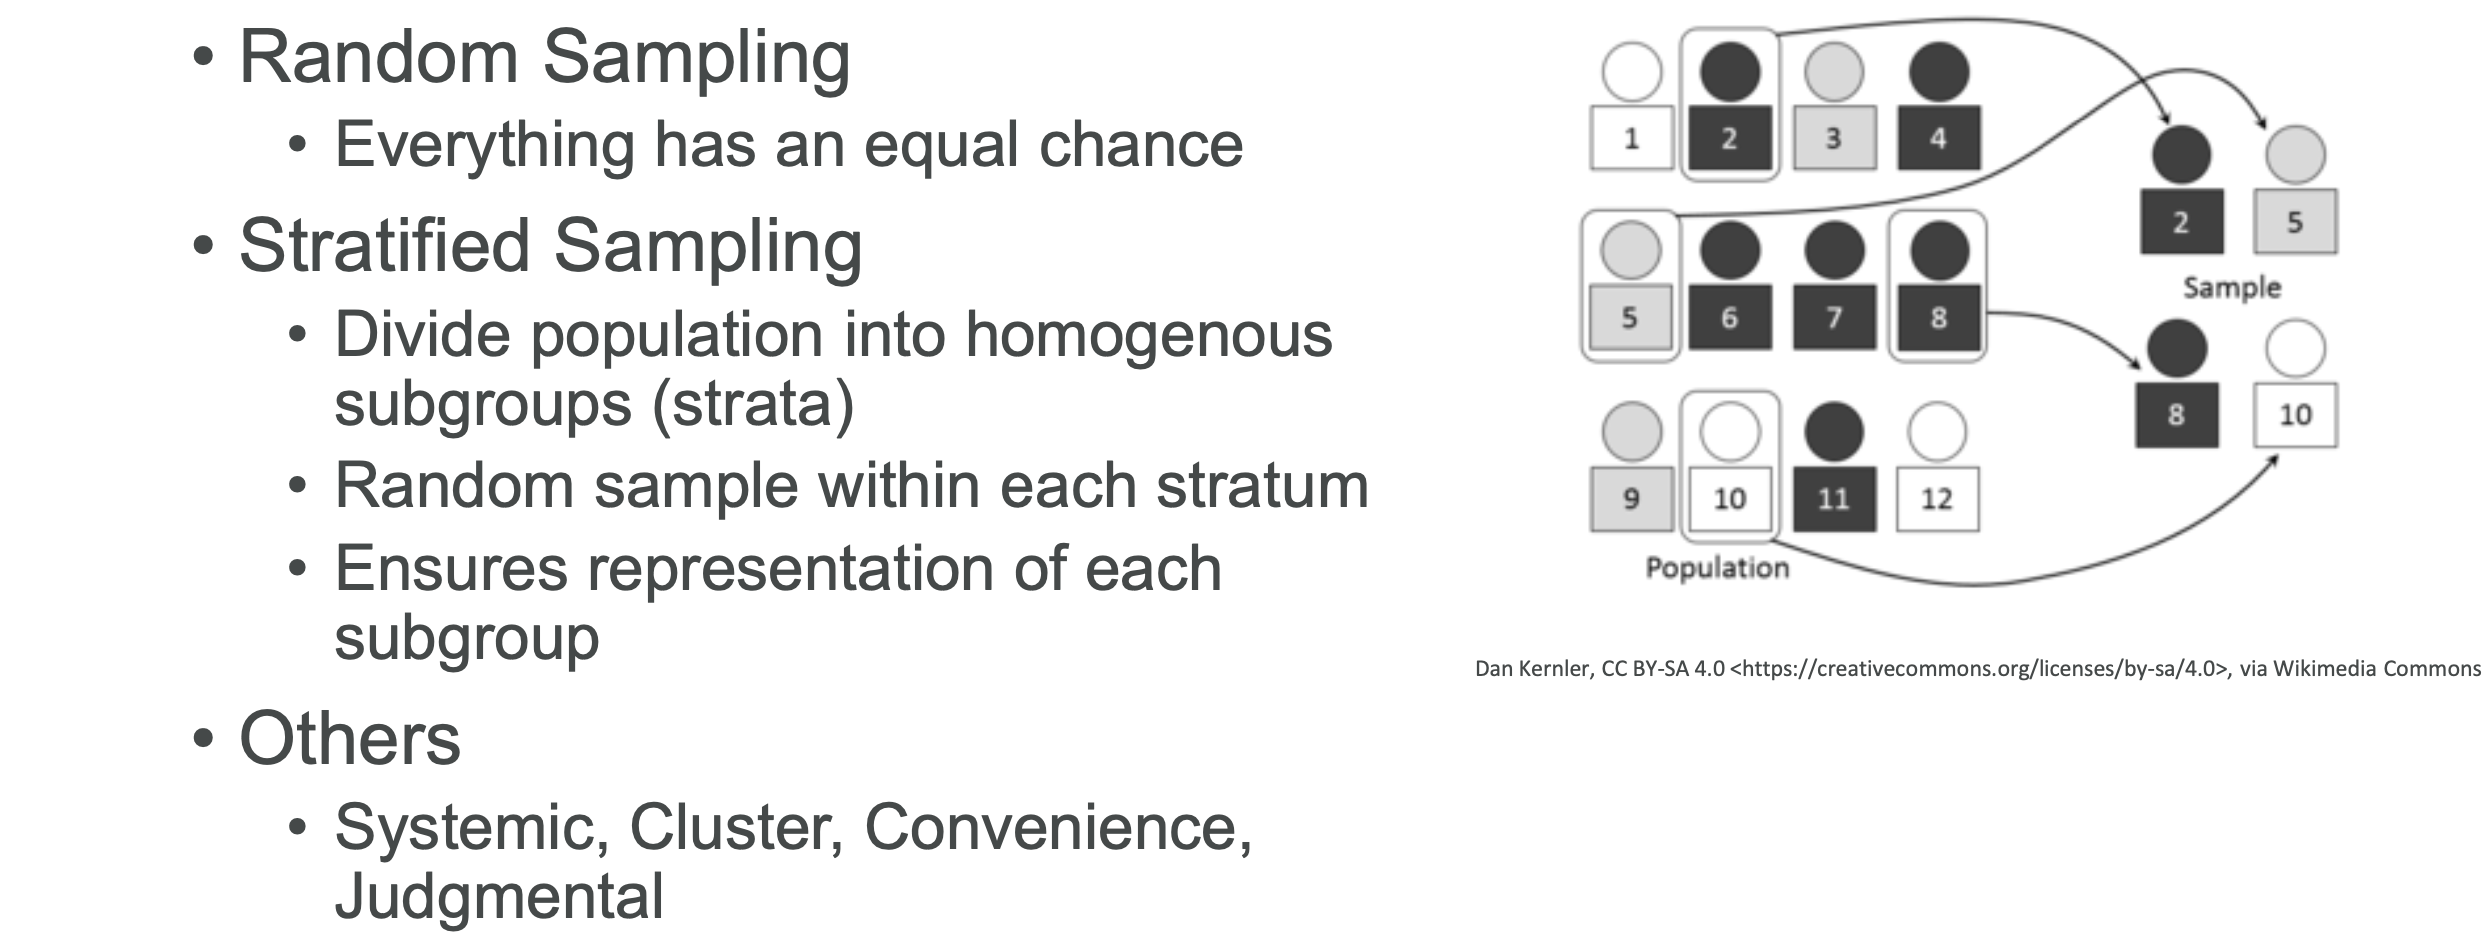 • Random Sampling
• Everything has an equal chance
• Stratified Sampling
• Divide population into homogenous
subgroups (strata)
• Random sample within each stratum
• Ensures representation of each
subgroup
• Others
• Systemic, Cluster, Convenience,
Judgmental
1 2 3 4
5 6 7 8
9 10 11 12
Population
2 5
Sample
8 10
Dan Kernler, CC BY-SA 4.0 <https://creativecommons.org/licenses/by-sa/4.0>, via Wikimedia Commons